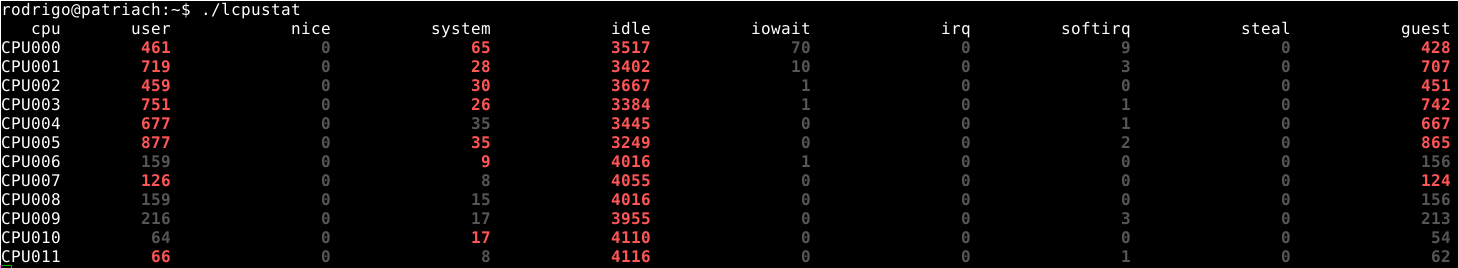 rodrigo@patriach:~$ ./lcpustat
cpu user nice system idle iowait irq softirq steal guest
CPU000 461 0 65 3517 70 0 9 0 428
CPU001 719 0 28 3402 10 0 3 0 707
CPU002 459 0 30 3667 1 0 0 0 451
CPU003 751 0 26 3384 1 0 1 0 742
CPU004 677 0 35 3445 0 0 1 0 667
CPU005 877 0 35 3249 0 0 2 0 865
CPU006 159 0 9 4016 1 0 0 0 156
CPU007 126 0 8 4055 0 0 0 0 124
CPU008 159 0 15 4016 0 0 0 0 156
CPU009 216 0 17 3955 0 0 3 0 213
CPU010 64 0 17 4110 0 0 0 0 54
CPU011 66 0 8 4116 0 0 1 0 62